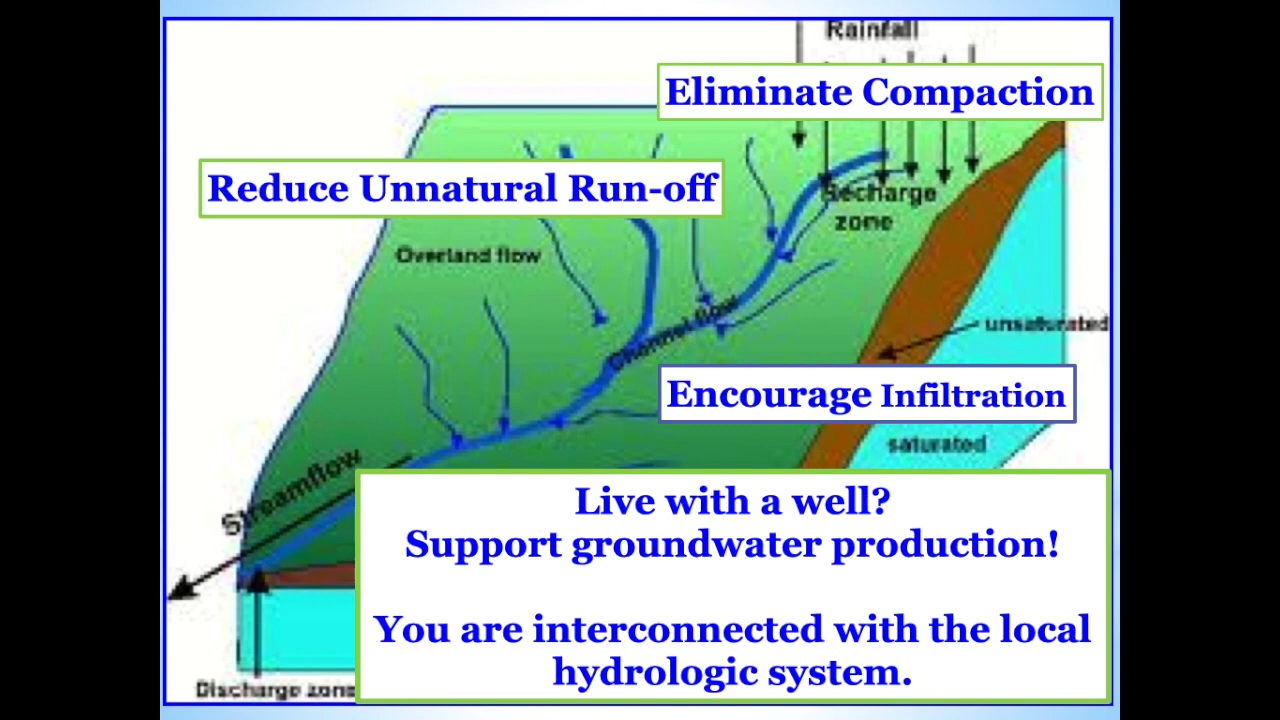 Rainfall
Eliminate Compaction
Reduce Unnatural Run-off
Recharge
zone
Overland flow
Channel flow
unsaturated
Encourage Infiltration
saturated
Streamflow
Live with a well?
Support groundwater production!
You are interconnected with the local
hydrologic system.
Discharge zone